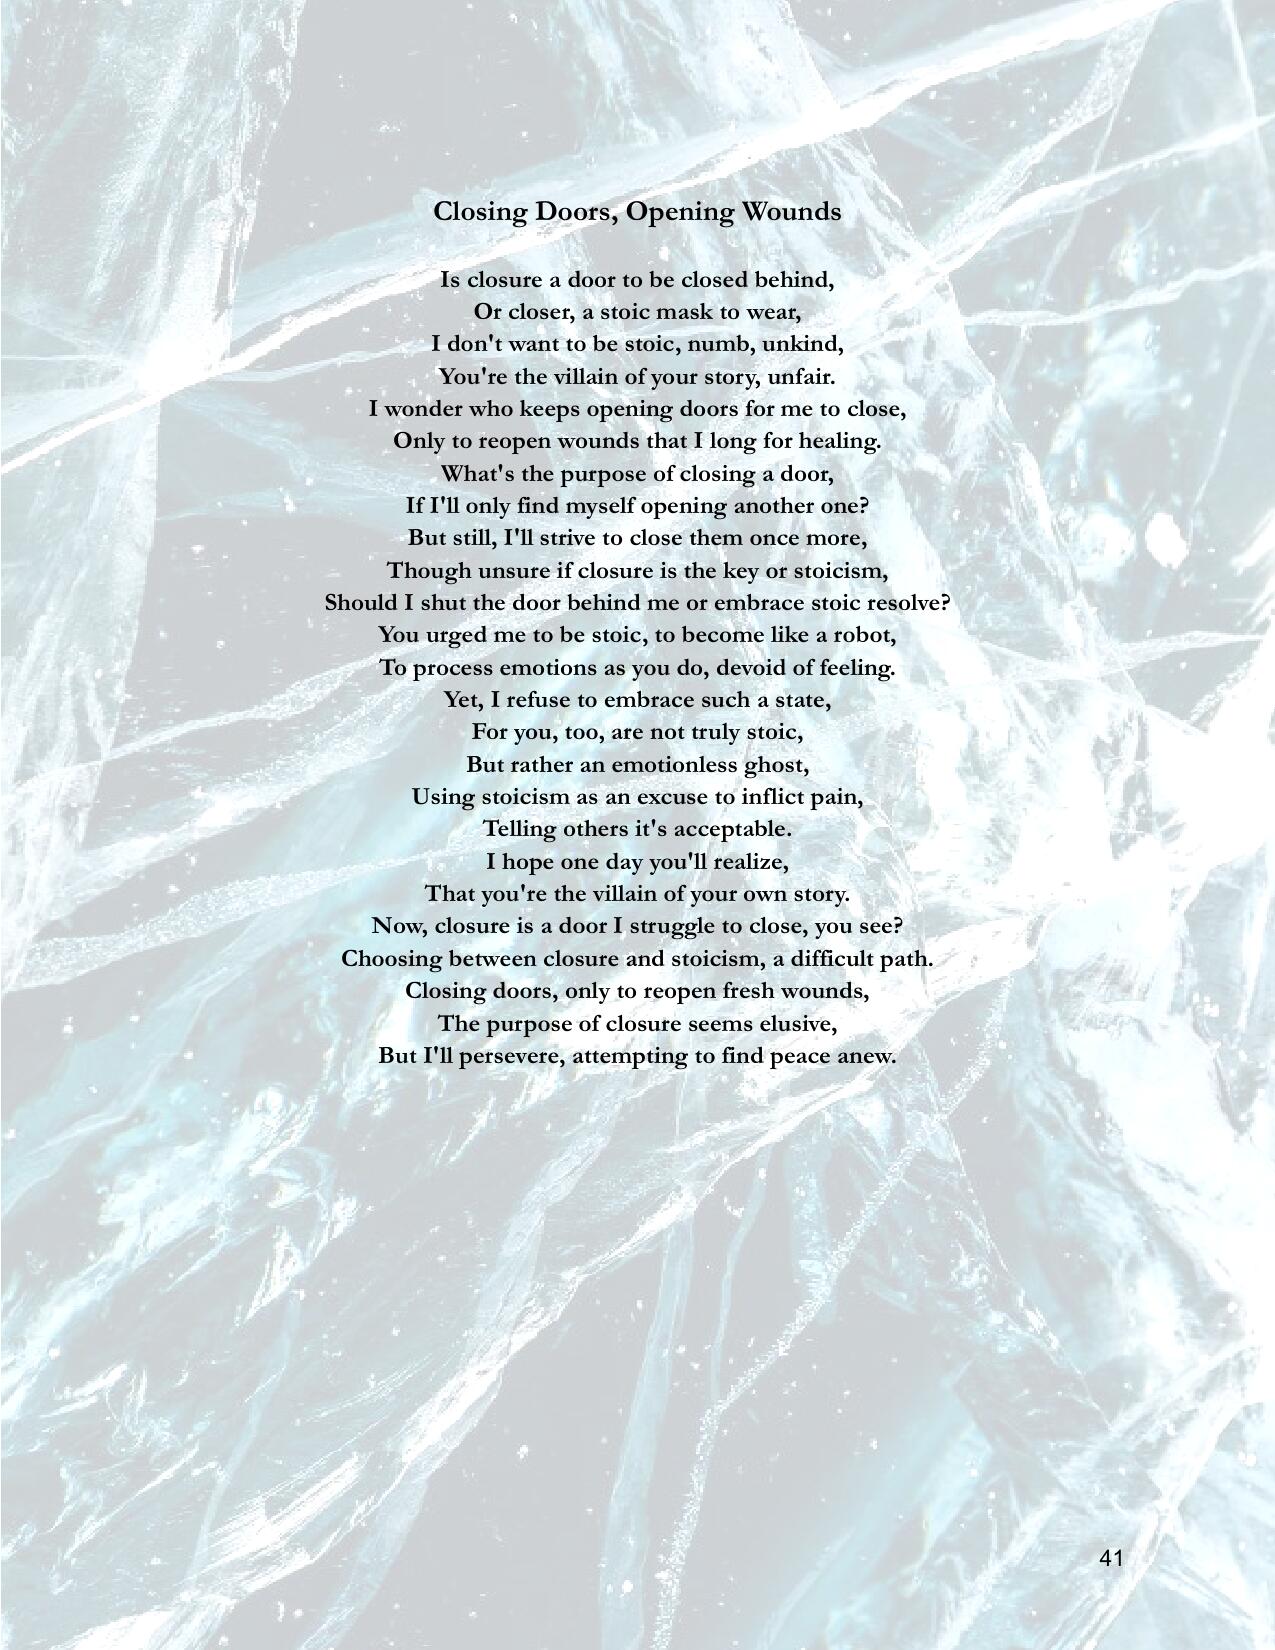 Closing Doors, Opening Wounds
Is closure a door to be closed behind,
Or closer, a stoic mask to wear,
I don't want to be stoic, numb, unkind,
You're the villain of your story, unfair.
I wonder who keeps opening doors for me to close,
Only to reopen wounds that I long for healing.
What's the purpose of closing a door,
If I'll only find myself opening another one?
But still, I'll strive to close them once more,
Though unsure if closure is the key or stoicism,
Should I shut the door behind me or embrace stoic resolve?
You urged me to be stoic, to become like a robot,
To process emotions as you do, devoid of feeling.
Yet, I refuse to embrace such a state,
For you, too, are not truly stoic,
But rather an emotionless ghost,
Using stoicism as an excuse to inflict pain,
Telling others it's acceptable.
I hope one day you'll realize,
That you're the villain of your own story.
Now, closure is a door I struggle to close, you see?
Choosing between closure and stoicism, a difficult path.
Closing doors, only to reopen fresh wounds,
The purpose of closure seems elusive,
But I'll persevere, attempting to find peace anew.
41